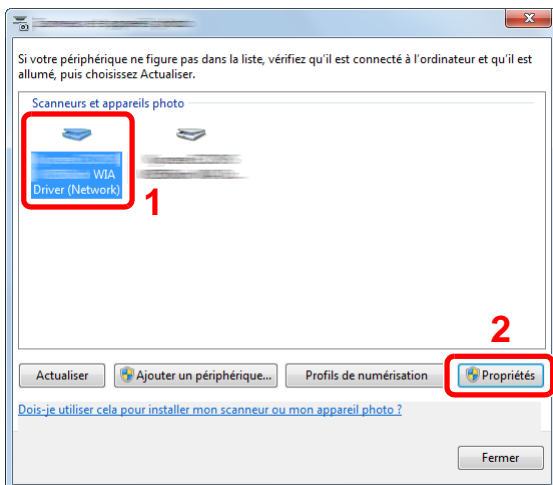 Si votre périphérique ne figure pas dans la liste, vérifiez qu'il est connecté à l'ordinateur et qu'il est
allumé, puis choisissez Actualiser.
Scanneurs et appareils photo
WIA
Driver (Network)
1
2
Actualiser
Ajouter un périphérique...
Profils de numérisation
Propriétés
Dois-je utiliser cela pour installer mon scanneur ou mon appareil photo ?
Fermer